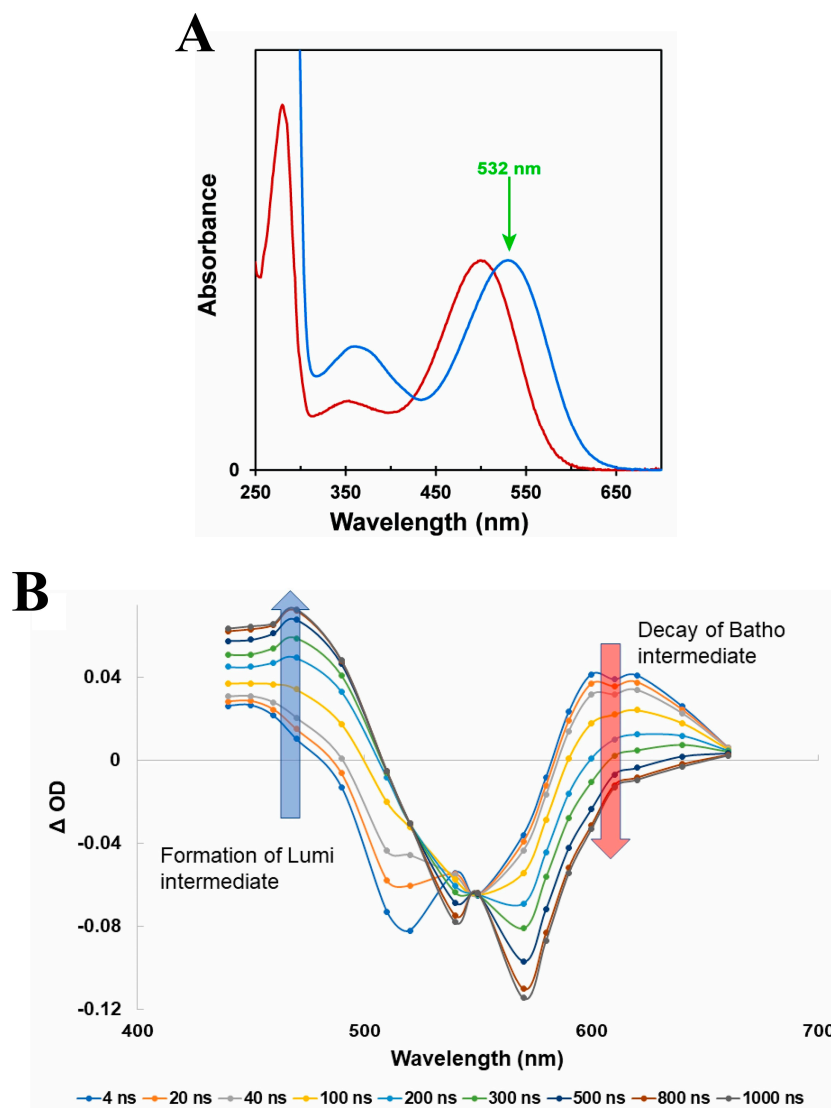 A
532 nm
Absorbance
0
250 350 450 550 650
Wavelength (nm)
B
Decay of Batho
intermediate
0.04
0
Δ OD
-0.04
Formation of Lumi
intermediate
-0.08
-0.12
400 500 600 700
Wavelength (nm)
4 ns 20 ns 40 ns 100 ns 200 ns 300 ns 500 ns 800 ns 1000 ns